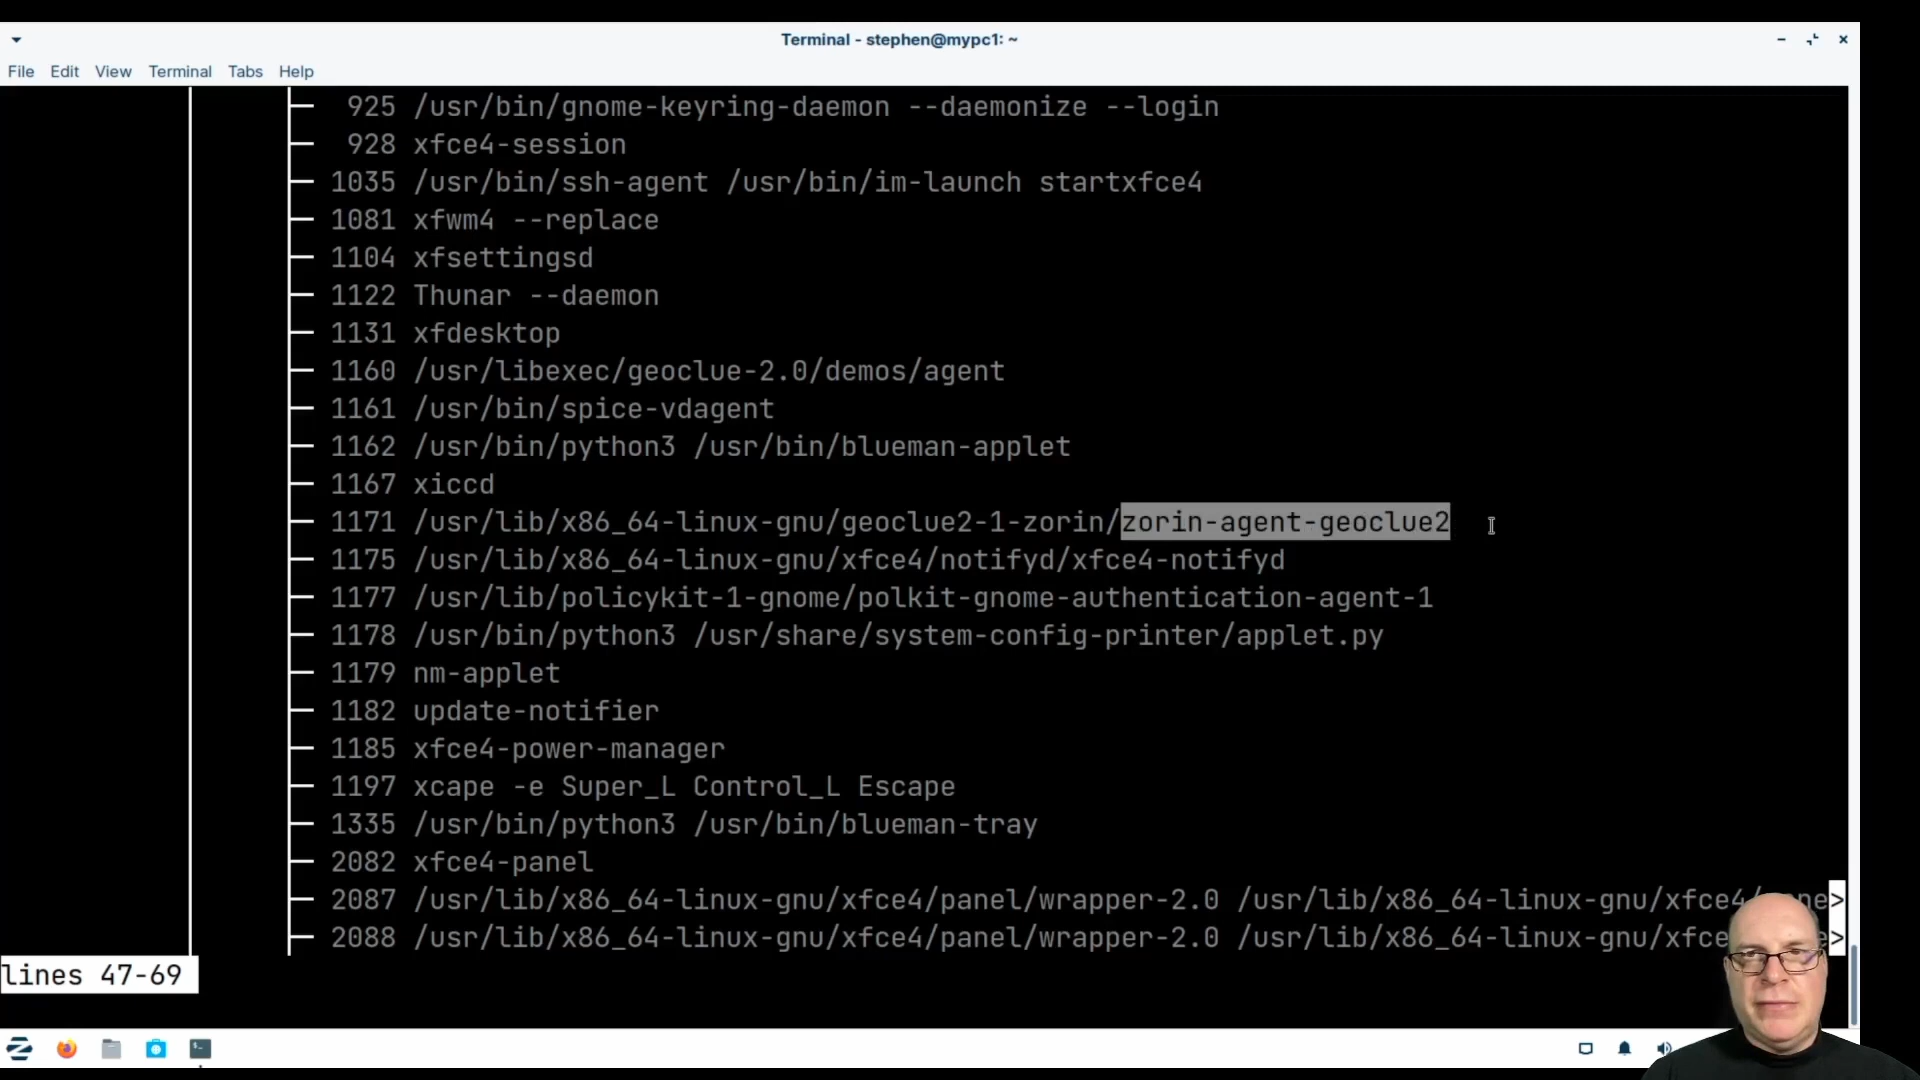 Terminal - stephen@mypc1: ~
File Edit View Terminal Tabs Help
925 /usr/bin/gnome-keyring-daemon --daemonize --login
928 xfce4-session
1035 /usr/bin/ssh-agent /usr/bin/im-launch startxfce4
1081 xfwm4 --replace
1104 xfsettingsd
1122 Thunar --daemon
1131 xfdesktop
1160 /usr/libexec/geoclue-2.0/demos/agent
1161 /usr/bin/spice-vdagent
1162 /usr/bin/python3 /usr/bin/blueman-applet
1167 xiccd
1171 /usr/lib/x86_64-linux-gnu/geoclue2-1-zorin/zorin-agent-geoclue2
1175 /usr/lib/x86_64-linux-gnu/xfce4/notifyd/xfce4-notifyd
1177 /usr/lib/policykit-1-gnome/polkit-gnome-authentication-agent-1
1178 /usr/bin/python3 /usr/share/system-config-printer/applet.py
1179 nm-applet
1182 update-notifier
1185 xfce4-power-manager
1197 xcape -e Super_L Control_L Escape
1335 /usr/bin/python3 /usr/bin/blueman-tray
2082 xfce4-panel
2087 /usr/lib/x86_64-linux-gnu/xfce4/panel/wrapper-2.0 /usr/lib/x86_64-linux-gnu/xfce4/
2088 /usr/lib/x86_64-linux-gnu/xfce4/panel/wrapper-2.0 /usr/lib/x86_64-linux-gnu/xfce
lines 47-69